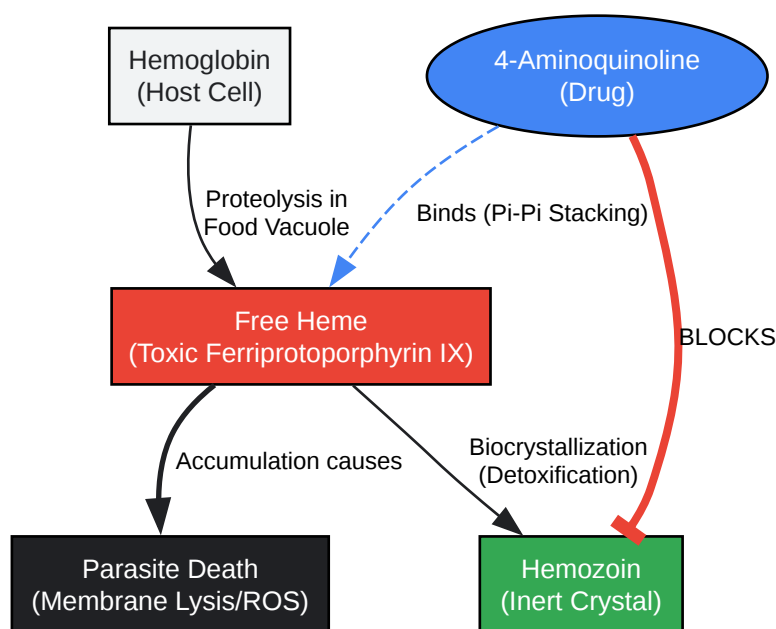 Hemoglobin
(Host Cell)
4-Aminoquinoline
(Drug)
Proteolysis in
Food Vacuole
Binds (Pi-Pi Stacking)
Free Heme
(Toxic Ferriprotoporphyrin IX)
BLOCKS
Accumulation causes
Biocrystallization
(Detoxification)
Parasite Death
(Membrane Lysis/ROS)
Hemozoin
(Inert Crystal)